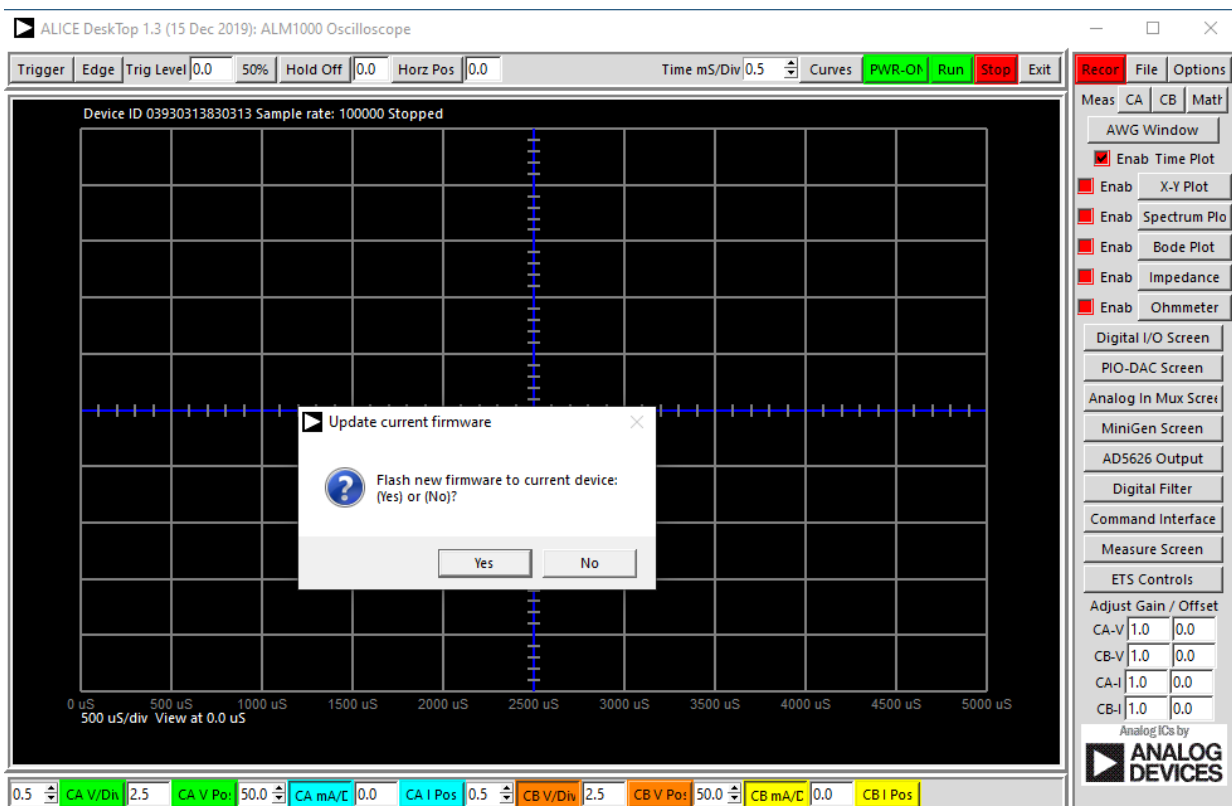 ALICE DeskTop 1.3 (15 Dec 2019): ALM1000 Oscilloscope
Trigger Edge Trig Level 0.0 50% Hold Off 0.0 Horz Pos 0.0 Time mS/Div 0.5 Curves PWR-ON Run Stop Exit
Recor File Options
Meas CA CB Math
AWG Window
Enab Time Plot
Enab X-Y Plot
Enab Spectrum Plo
Enab Bode Plot
Enab Impedance
Enab Ohmmeter
Digital I/O Screen
PIO-DAC Screen
Analog In Mux Scree
MiniGen Screen
AD5626 Output
Digital Filter
Command Interface
Measure Screen
ETS Controls
Adjust Gain / Offset
CA-V 1.0 0.0
CB-V 1.0 0.0
CA-I 1.0 0.0
CB-I 1.0 0.0
Analog ICs by
ANALOG
DEVICES
Device ID 03930313830313 Sample rate: 100000 Stopped
Update current firmware
Flash new firmware to current device:
(Yes) or (No)?
Yes No
0 uS 500 uS 1000 uS 1500 uS 2000 uS 2500 uS 3000 uS 3500 uS 4000 uS 4500 uS 5000 uS
500 uS/div View at 0.0 uS
0.5 CA V/Div 2.5 CA V Pos 50.0 CA mA/D 0.0 CA I Pos 0.5 CB V/Div 2.5 CB V Pos 50.0 CB mA/D 0.0 CB I Pos